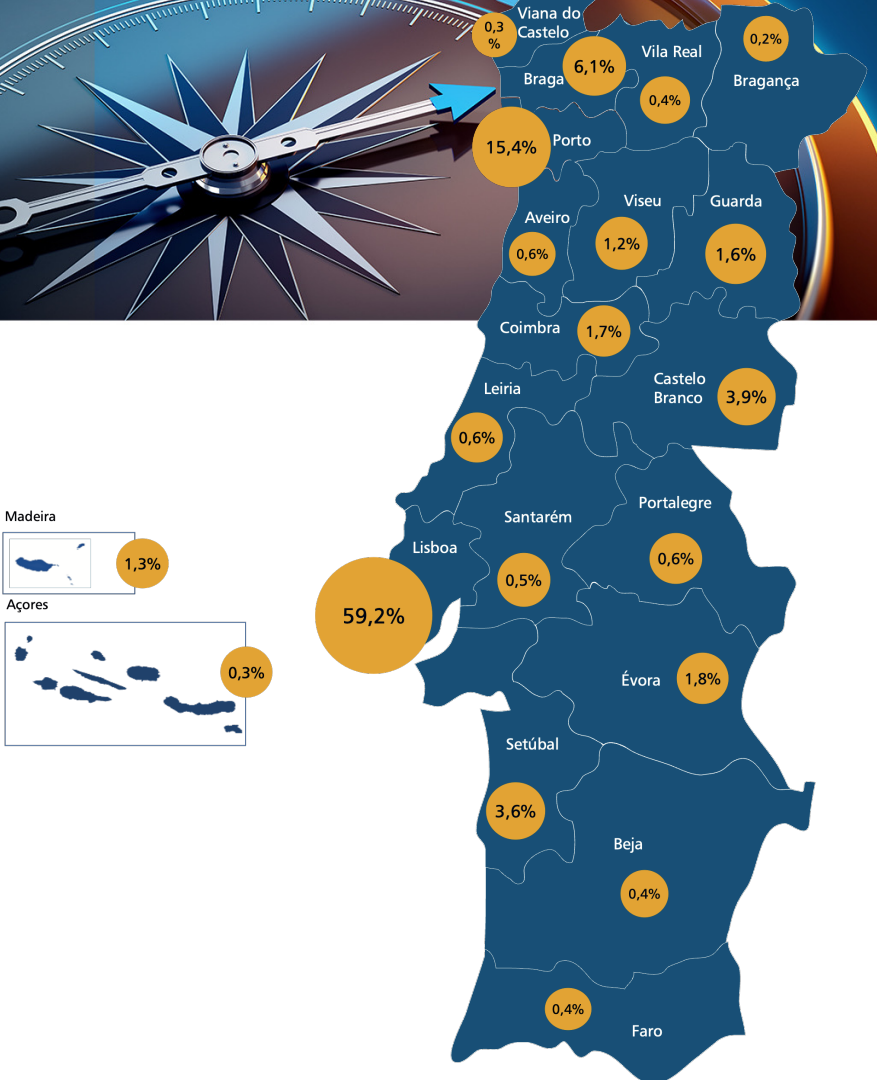 Viana do
Castelo
0,3
%
Vila Real
0,2%
Braga
6,1%
Bragança
0,4%
15,4%
Porto
Viseu
Guarda
Aveiro
0,6%
1,2%
1,6%
Coimbra
1,7%
Castelo
Branco
3,9%
Leiria
0,6%
Madeira
1,3%
Portalegre
Santarém
Lisboa
0,6%
0,5%
Açores
59,2%
0,3%
Évora
1,8%
Setúbal
3,6%
Beja
0,4%
0,4%
Faro